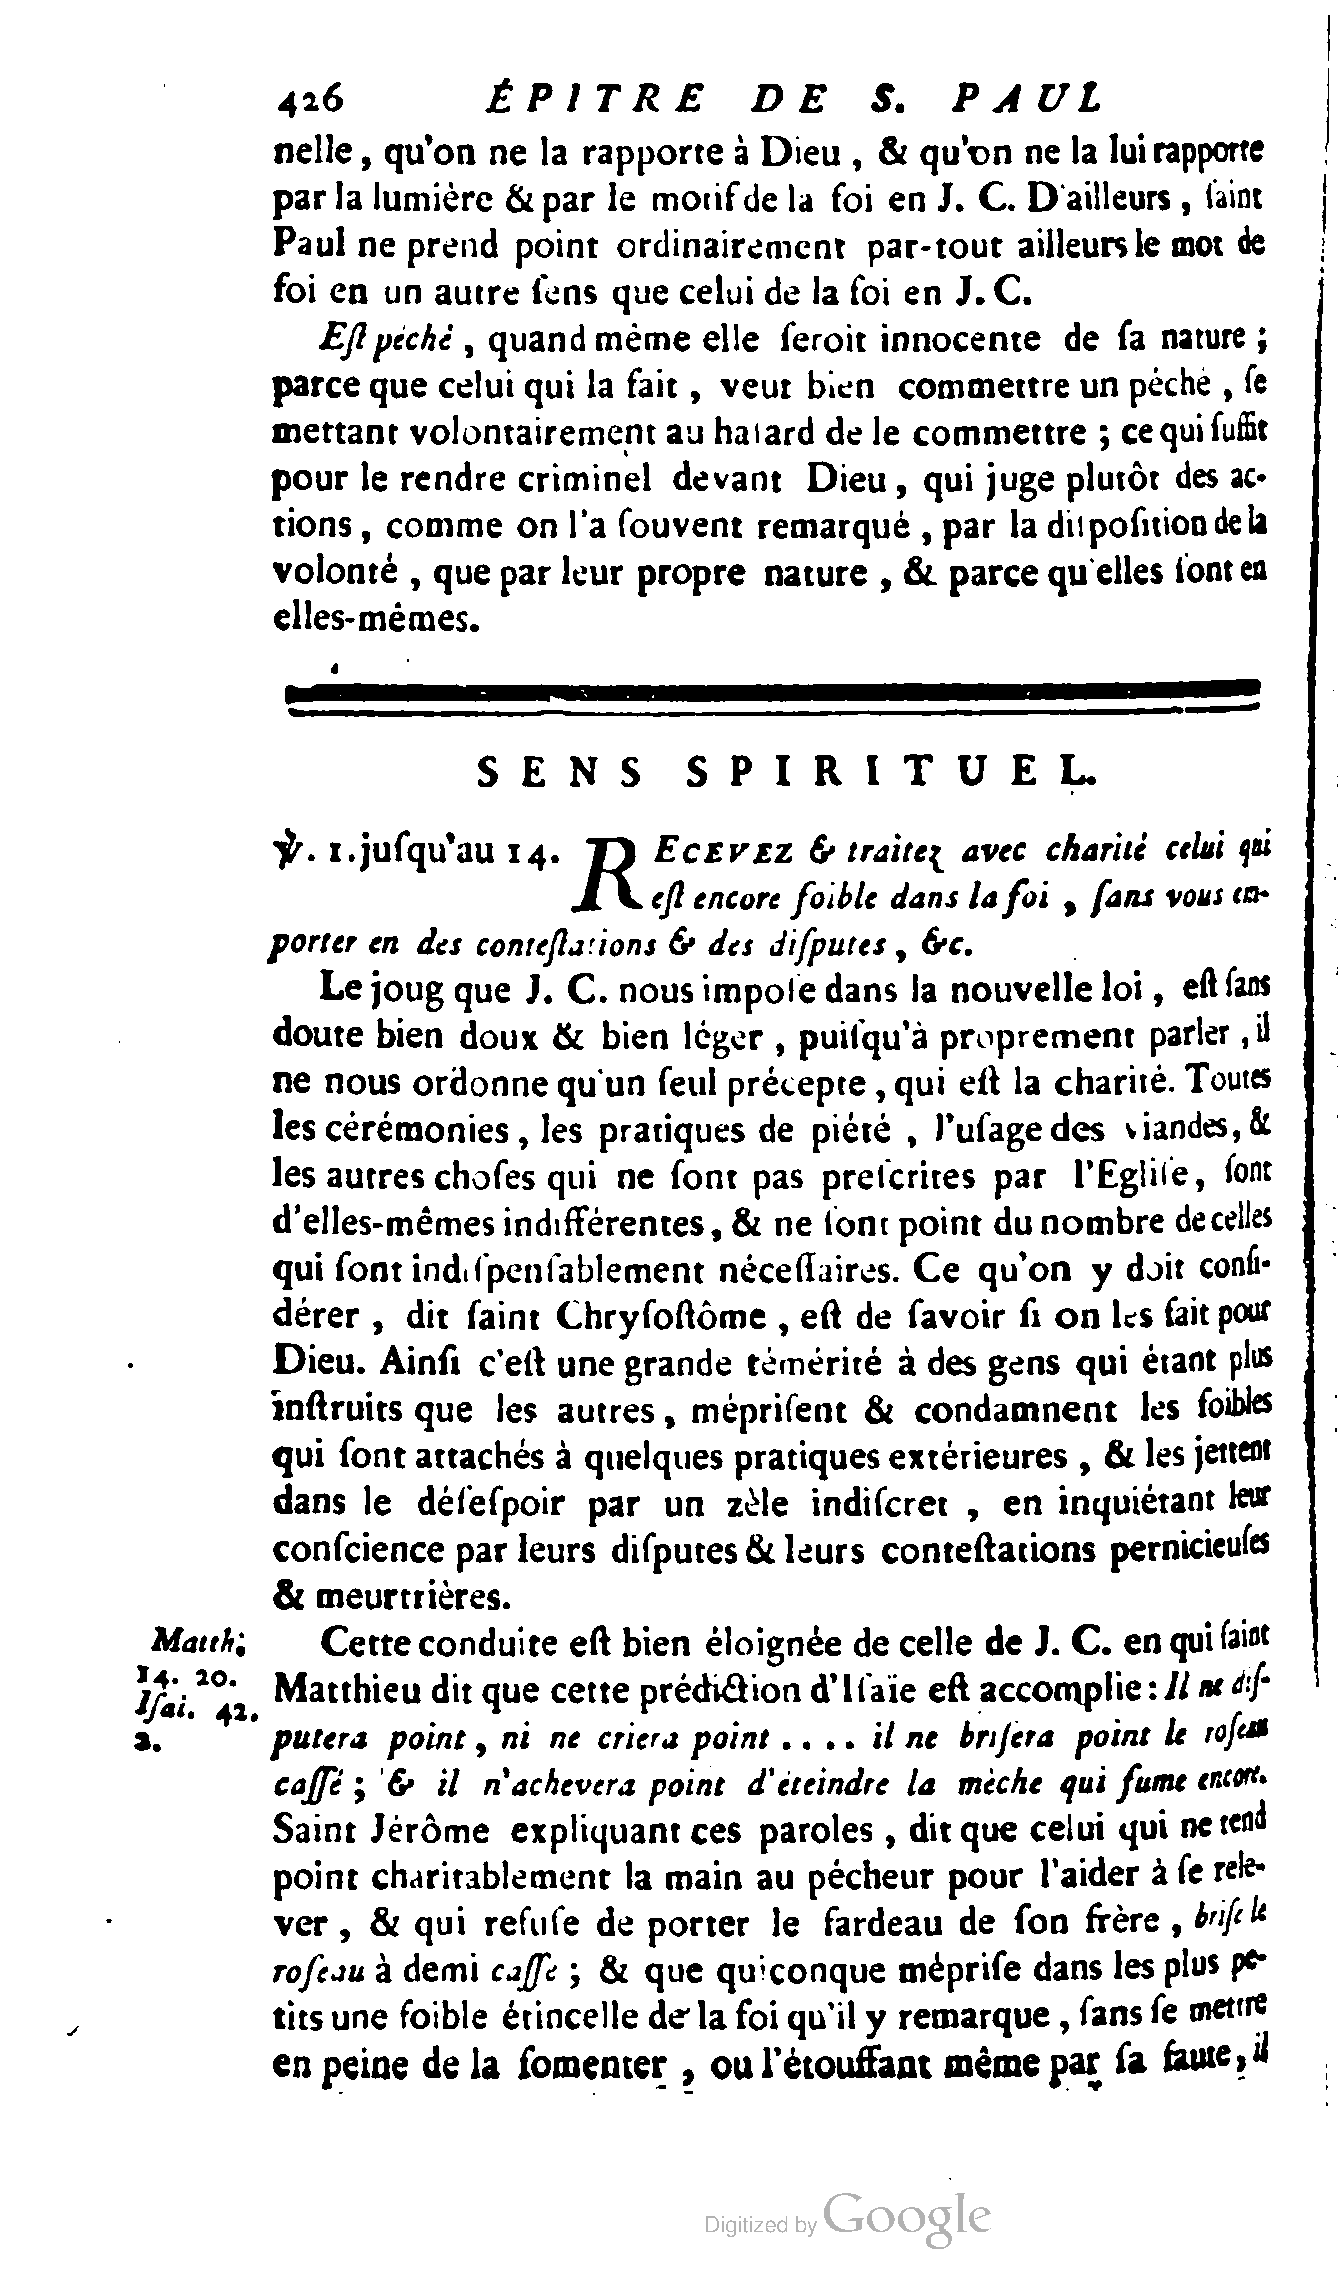 426 ÉPITRE DE S. PAUL
nelle, qu'on ne la rapporte à Dieu, & qu'on ne la lui rapporte
par la lumière & par le motif de la foi en J. C. D'ailleurs, ſaint
Paul ne prend point ordinairement par-tout ailleurs le mot de
foi en un autre ſens que celui de la foi en J. C.
Eſt péché, quand même elle ſeroit innocente de ſa nature;
parce que celui qui la fait, veut bien commettre un péché, ſe
mettant volontairement au haſard de le commettre; ce qui ſuffit
pour le rendre criminel devant Dieu, qui juge plutôt des ac-
tions, comme on l'a ſouvent remarqué, par la diſpoſition de la
volonté, que par leur propre nature, & parce qu'elles ſont en
elles-mêmes.
SENS SPIRITUEL.
℣. 1. juſqu'au 14. RECEVEZ & traitez avec charité celui qui
eſt encore foible dans la foi, ſans vous em-
porter en des conteſtations & des diſputes, &c.
Le joug que J. C. nous impoſe dans la nouvelle loi, eſt ſans
doute bien doux & bien léger, puiſqu'à proprement parler, il
ne nous ordonne qu'un ſeul précepte, qui eſt la charité. Toutes
les cérémonies, les pratiques de piété, l'uſage des viandes, &
les autres choſes qui ne ſont pas preſcrites par l'Egliſe, ſont
d'elles-mêmes indifférentes, & ne ſont point du nombre de celles
qui ſont indiſpenſablement néceſſaires. Ce qu'on y doit conſi-
dérer, dit ſaint Chryſoſtôme, eſt de ſavoir ſi on les fait pour
Dieu. Ainſi c'eſt une grande témérité à des gens qui étant plus
inſtruits que les autres, mépriſent & condamnent les foibles
qui ſont attachés à quelques pratiques extérieures, & les jettent
dans le déſeſpoir par un zèle indiſcret, en inquiétant leur
conſcience par leurs diſputes & leurs conteſtations pernicieuſes
& meurtrières.
Matth.
14. 20.
Iſai. 42.
2.
Cette conduite eſt bien éloignée de celle de J. C. en qui ſaint
Matthieu dit que cette prédiction d'Iſaïe eſt accomplie: Il ne diſ-
putera point, ni ne criera point . . . . il ne briſera point le roſeau
caſſé; & il n'achevera point d'éteindre la mèche qui fume encore.
Saint Jérôme expliquant ces paroles, dit que celui qui ne tend
point charitablement la main au pécheur pour l'aider à ſe rele-
ver, & qui refuſe de porter le fardeau de ſon frère, briſe le
roſeau à demi caſſé; & que quiconque mépriſe dans les plus pe-
tits une foible étincelle de la foi qu'il y remarque, ſans ſe mettre
en peine de la fomenter, ou l'étouffant même par ſa faute, il
Digitized by Google